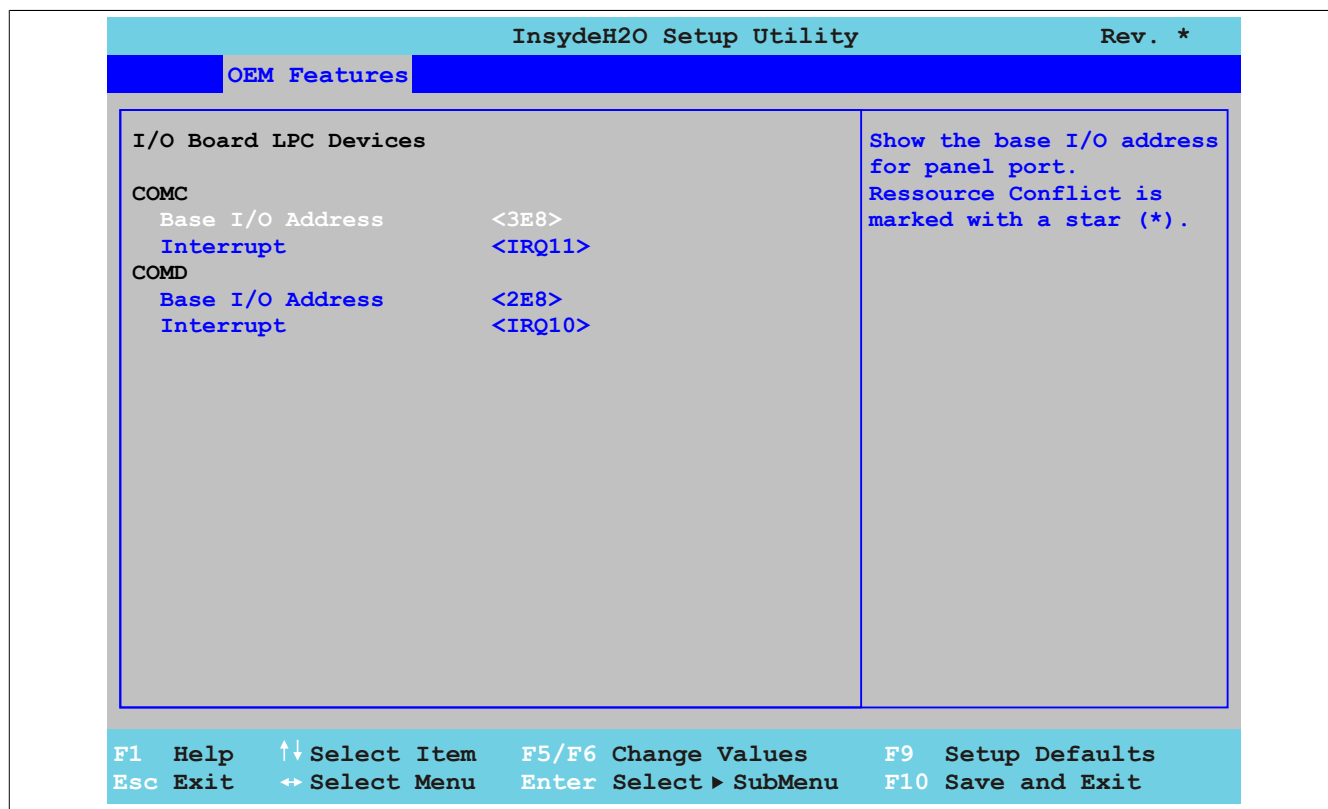 InsydeH2O Setup Utility Rev. *
OEM Features
I/O Board LPC Devices
COMC
Base I/O Address <3E8>
Interrupt <IRQ11>
COMD
Base I/O Address <2E8>
Interrupt <IRQ10>
Show the base I/O address
for panel port.
Ressource Conflict is
marked with a star (*).
F1 Help ↑↓ Select Item F5/F6 Change Values F9 Setup Defaults
Esc Exit ↔ Select Menu Enter Select ▶ SubMenu F10 Save and Exit